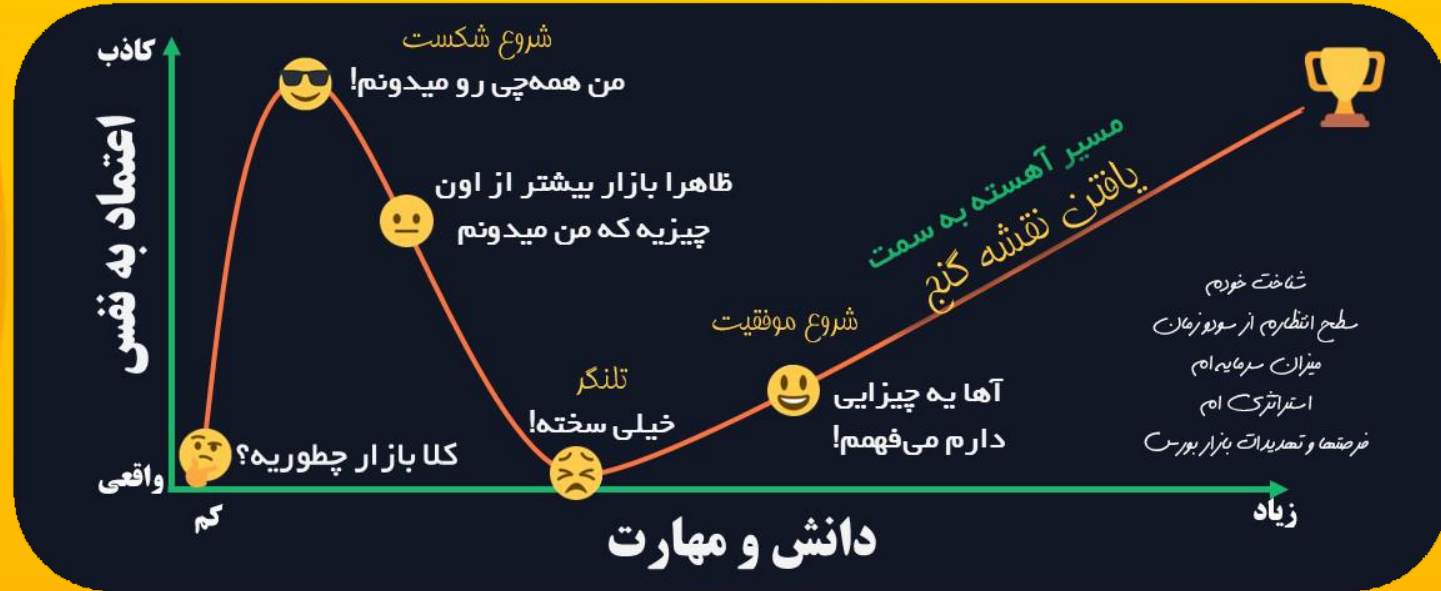 کاذب
اعتماد به نفس
واقعی
شروع شکست
من همه‌چی رو میدونم!
ظاهرا بازار بیشتر از اون
چیزیه که من میدونم
کلا بازار چطوریه؟
تلنگر
خیلی سخته!
شروع موفقیت
آها یه چیزایی
دارم می‌فهمم!
مسیر آهسته به سمت
یافتن نقشه گنج
شناخت خودم
سطح انتظارم از سودوزمان
میزان سرمایه ام
استراتژی ام
فرصتها و تهدیدات بازار بورس
کم
دانش و مهارت
زیاد